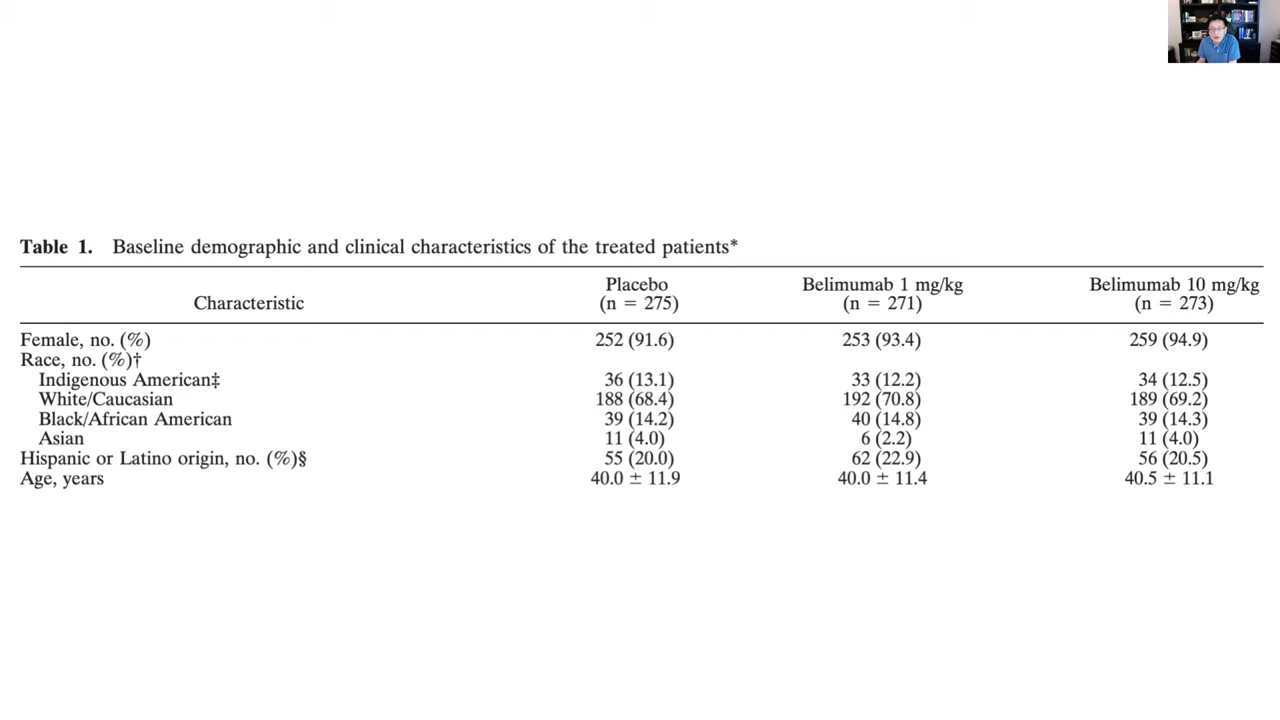 Table 1. Baseline demographic and clinical characteristics of the treated patients*
Characteristic Placebo (n = 275) Belimumab 1 mg/kg (n = 271) Belimumab 10 mg/kg (n = 273)
Female, no. (%) 252 (91.6) 253 (93.4) 259 (94.9)
Race, no. (%)†
Indigenous American‡ 36 (13.1) 33 (12.2) 34 (12.5)
White/Caucasian 188 (68.4) 192 (70.8) 189 (69.2)
Black/African American 39 (14.2) 40 (14.8) 39 (14.3)
Asian 11 (4.0) 6 (2.2) 11 (4.0)
Hispanic or Latino origin, no. (%)§ 55 (20.0) 62 (22.9) 56 (20.5)
Age, years 40.0 ± 11.9 40.0 ± 11.4 40.5 ± 11.1